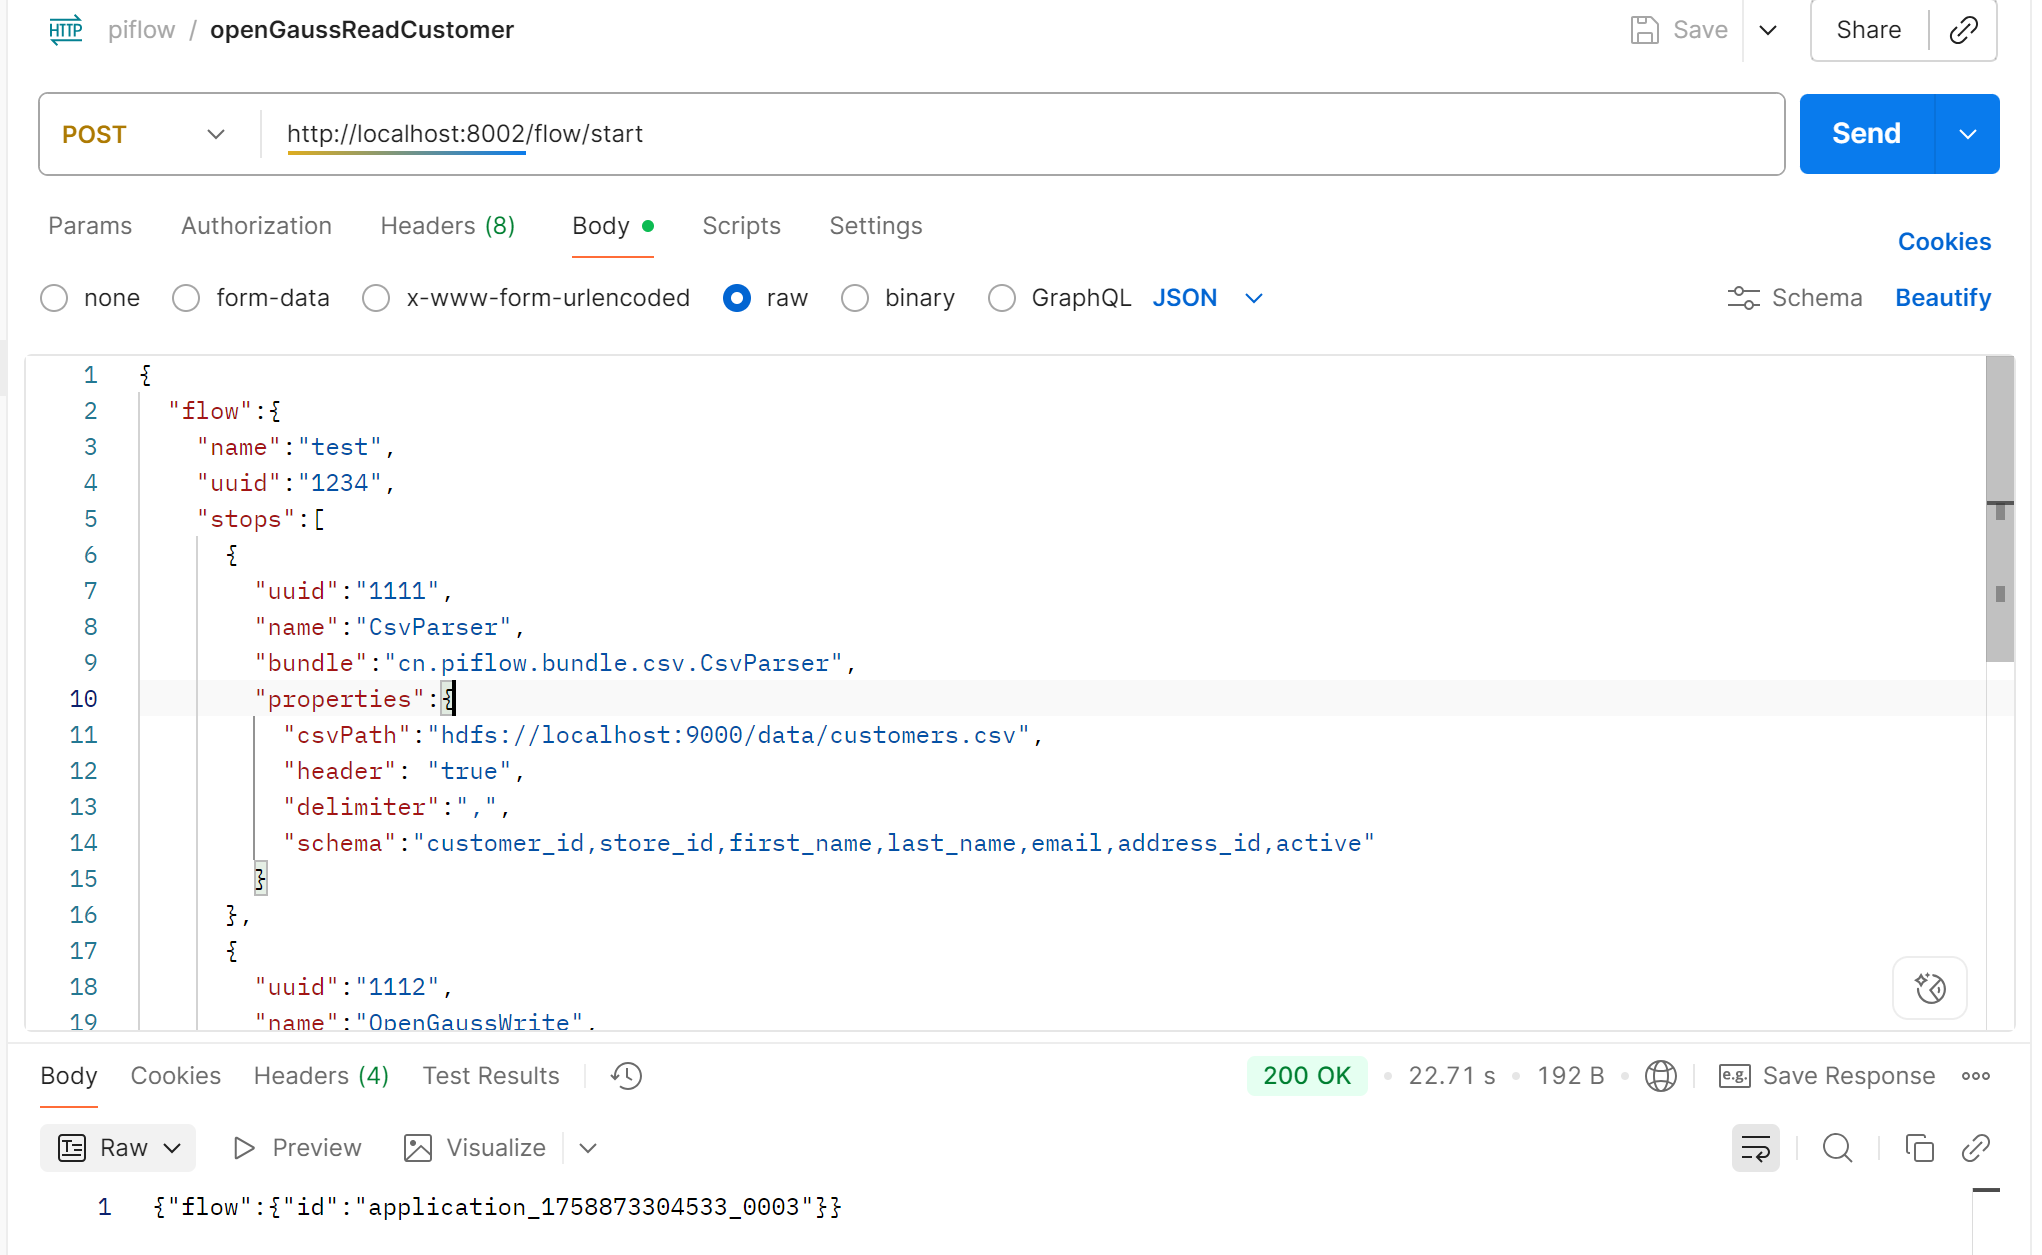 HTTP piflow / openGaussReadCustomer Save Share
POST http://localhost:8002/flow/start Send
Params Authorization Headers (8) Body Scripts Settings Cookies
none form-data x-www-form-urlencoded raw binary GraphQL JSON Schema Beautify
1 {
2 "flow":{
3 "name":"test",
4 "uuid":"1234",
5 "stops":[
6 {
7 "uuid":"1111",
8 "name":"CsvParser",
9 "bundle":"cn.piflow.bundle.csv.CsvParser",
10 "properties":{
11 "csvPath":"hdfs://localhost:9000/data/customers.csv",
12 "header": "true",
13 "delimiter":",",
14 "schema":"customer_id,store_id,first_name,last_name,email,address_id,active"
15 }
16 },
17 {
18 "uuid":"1112",
19 "name":"OpenGaussWrite",
Body Cookies Headers (4) Test Results 200 OK • 22.71 s • 192 B • e.g. Save Response
Raw Preview Visualize
1 {"flow":{"id":"application_1758873304533_0003"}}